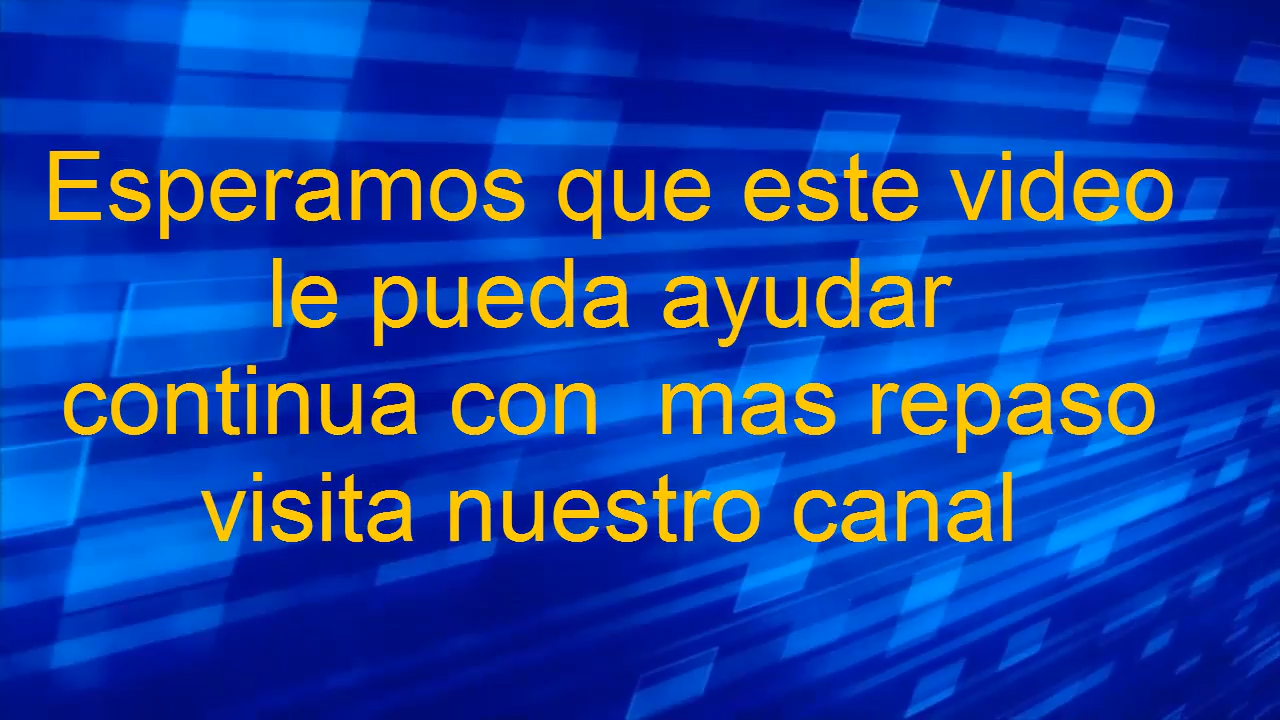 Esperamos que este video
le pueda ayudar
continua con  mas repaso
visita nuestro canal